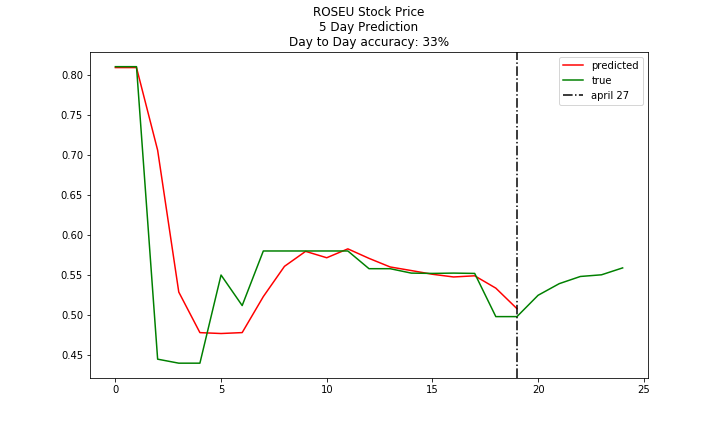 ROSEU Stock Price
5 Day Prediction
Day to Day accuracy: 33%
predicted
true
april 27
0.80
0.75
0.70
0.65
0.60
0.55
0.50
0.45
0
5
10
15
20
25